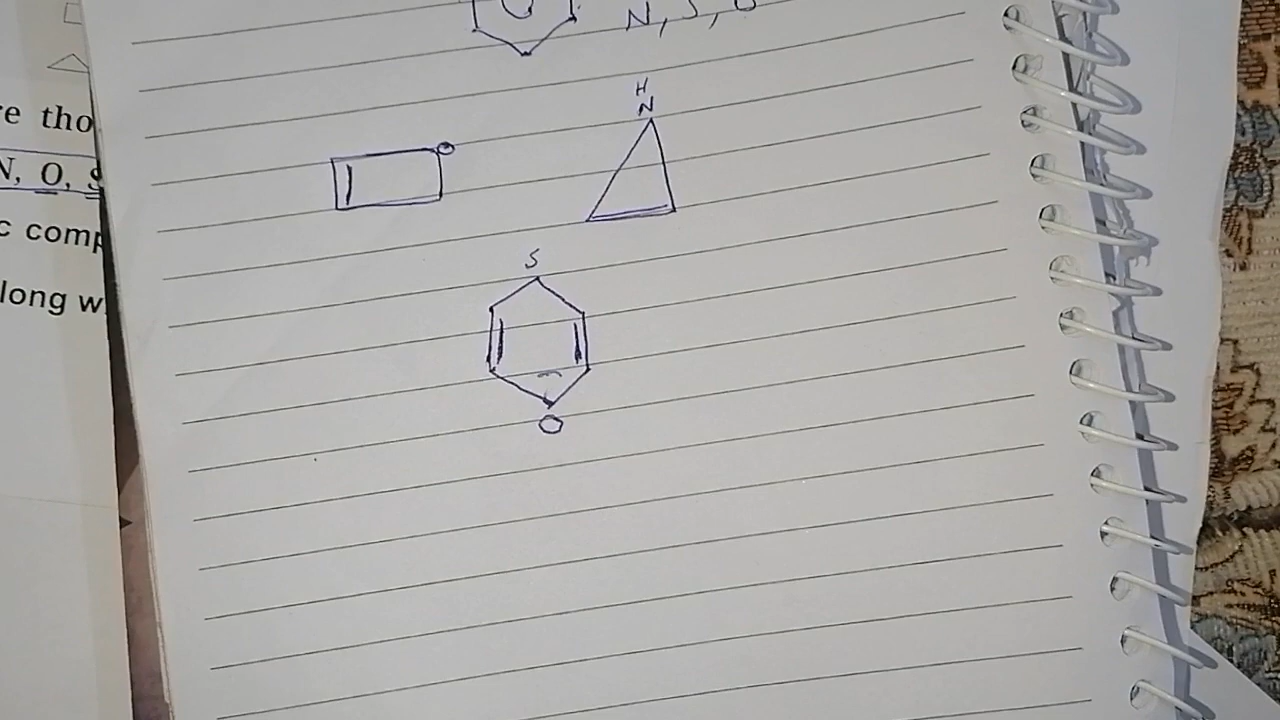 N, S, O
re tho
N, O, S
c comp
long w
H
N
O
S
O